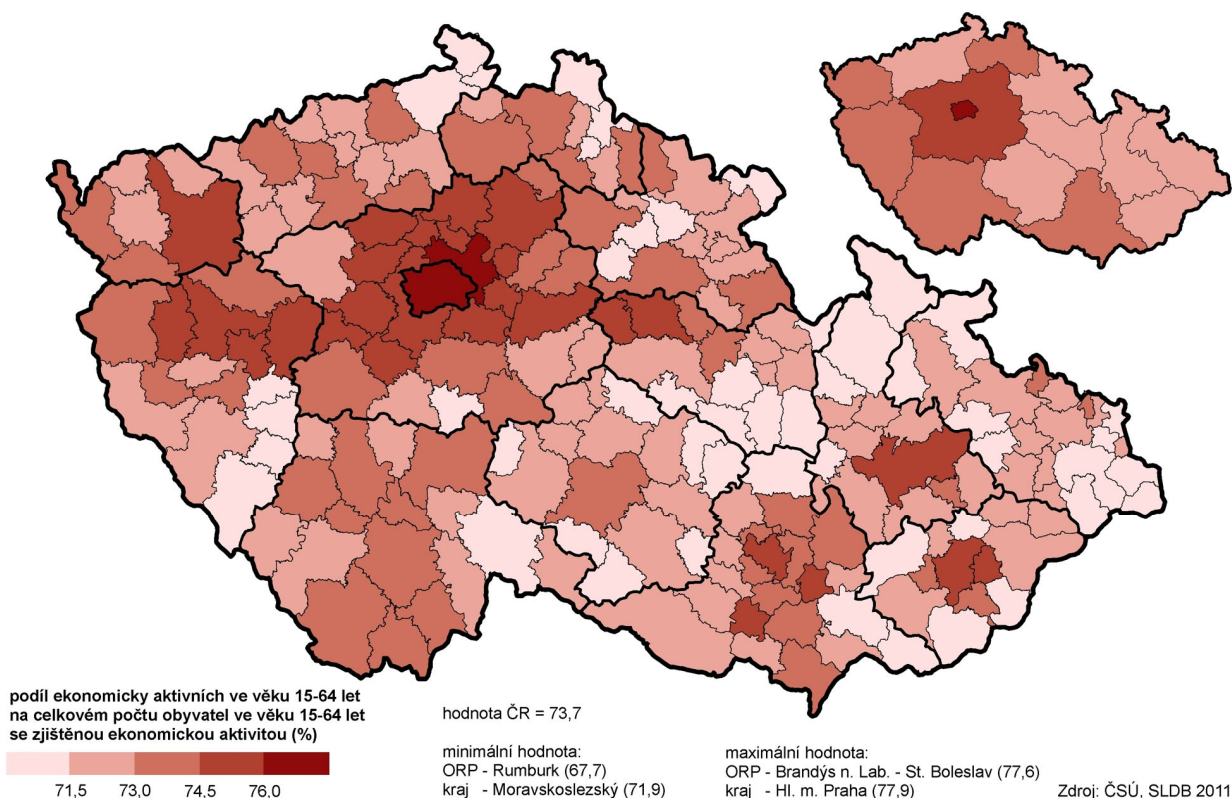 podíl ekonomicky aktivních ve věku 15-64 let
na celkovém počtu obyvatel ve věku 15-64 let
se zjištěnou ekonomickou aktivitou (%)
71,5 73,0 74,5 76,0
hodnota ČR = 73,7
minimální hodnota:
ORP - Rumburk (67,7)
kraj - Moravskoslezský (71,9)
maximální hodnota:
ORP - Brandýs n. Lab. - St. Boleslav (77,6)
kraj - Hl. m. Praha (77,9)
Zdroj: ČSÚ, SLDB 2011